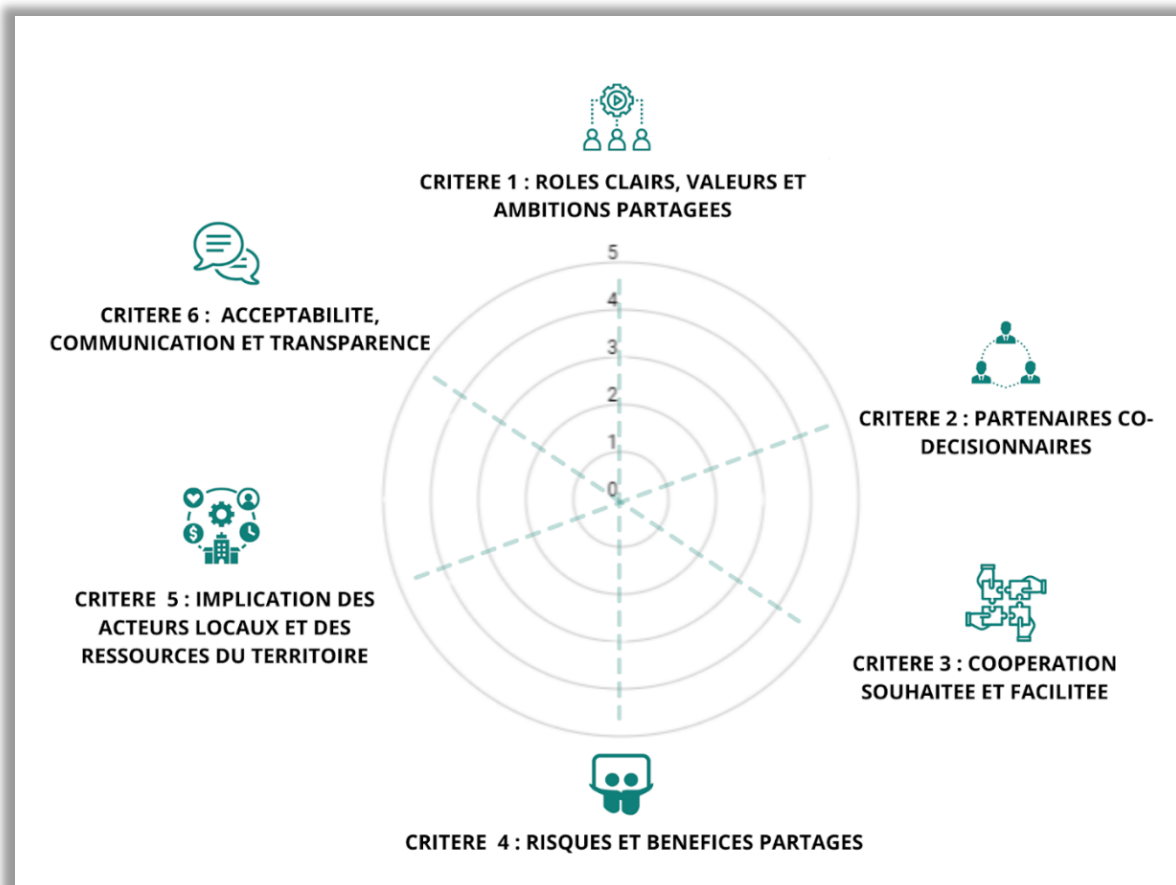 CRITERE 1 : ROLES CLAIRS, VALEURS ET
AMBITIONS PARTAGEES
CRITERE 6 :  ACCEPTABILITE,
COMMUNICATION ET TRANSPARENCE
5
4
3
2
1
0
CRITERE 2 : PARTENAIRES CO-
DECISIONNAIRES
CRITERE  5 : IMPLICATION DES
ACTEURS LOCAUX ET DES
RESSOURCES DU TERRITOIRE
$
CRITERE 3 : COOPERATION
SOUHAITEE ET FACILITEE
CRITERE  4 : RISQUES ET BENEFICES PARTAGES